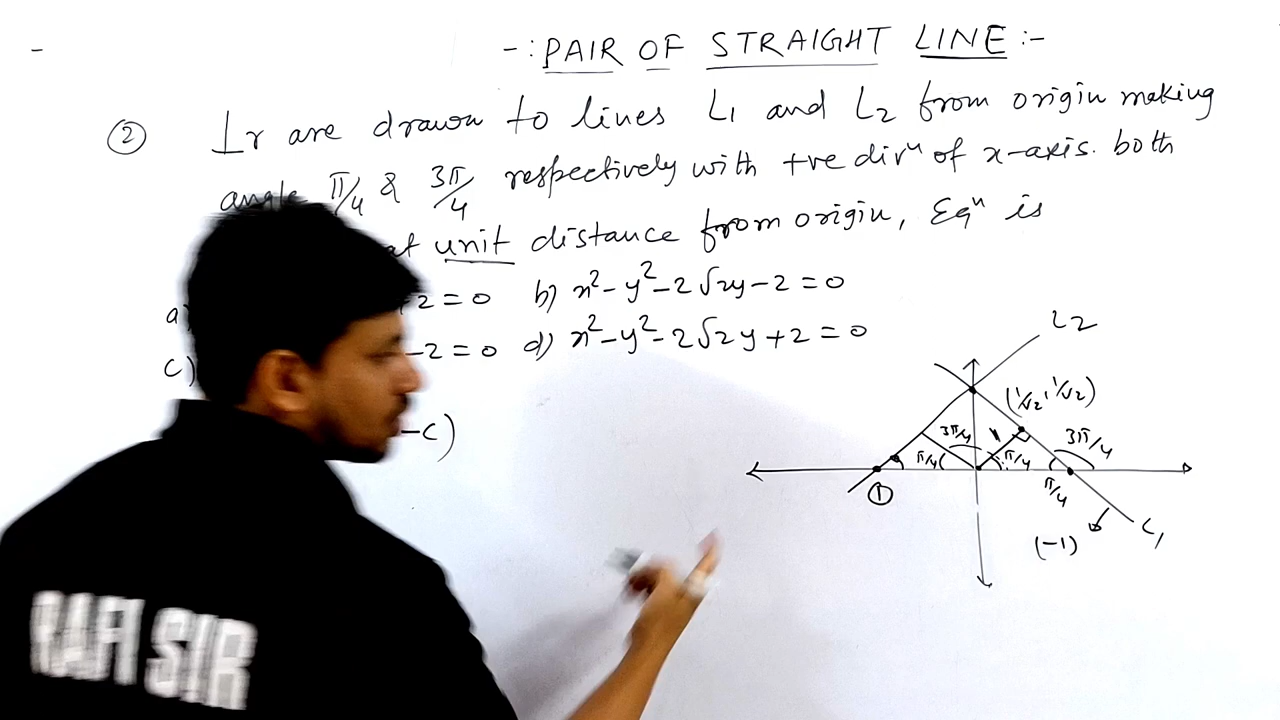 -: PAIR OF STRAIGHT LINE :-
② ⊥r are drawn to lines L1 and L2 from origin making
angle π/4 & 3π/4 respectively with +ve dirⁿ of x-axis. both
at unit distance from origin, Eqⁿ is
a) +2=0 b) x²-y²-2√2y-2=0
c) -2=0 d) x²-y²-2√2y+2=0
-c)
L2
(1/√2, 1/√2)
3π/4 1 3π/4
π/4 π/4 π/4
①
(-1) L1
RAFI SIR